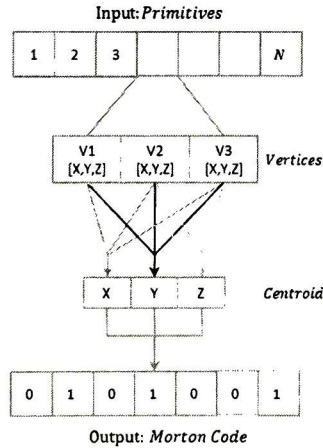 Input: Primitives
1 2 3 N
V1 V2 V3
[X,Y,Z] [X,Y,Z] [X,Y,Z]
Vertices
X Y Z
Centroid
0 1 0 1 0 0 1
Output: Morton Code